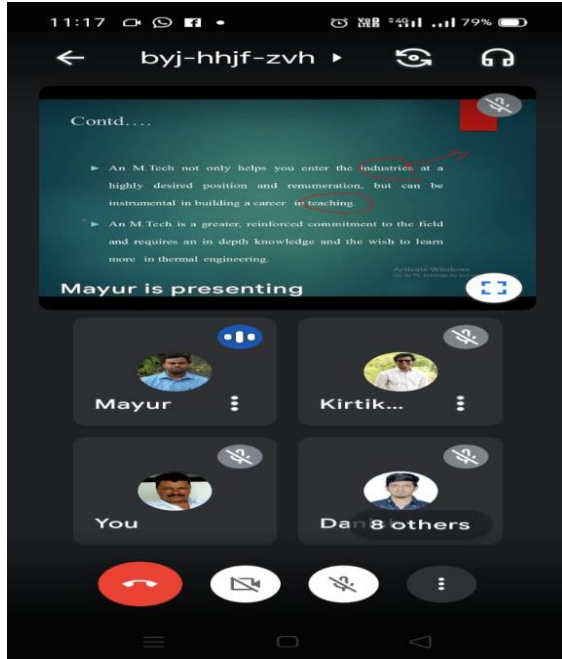 11:17 79%
byj-hhjf-zvh
Contd....
An M.Tech not only helps you enter the industries at a
highly desired position and renumeration, but can be
instrumental in building a career in teaching.
An M.Tech is a greater, reinforced commitment to the field
and requires an in depth knowledge and the wish to learn
more in thermal engineering.
Activate Windows
Mayur is presenting
Mayur Kirtik...
You Dan 8 others